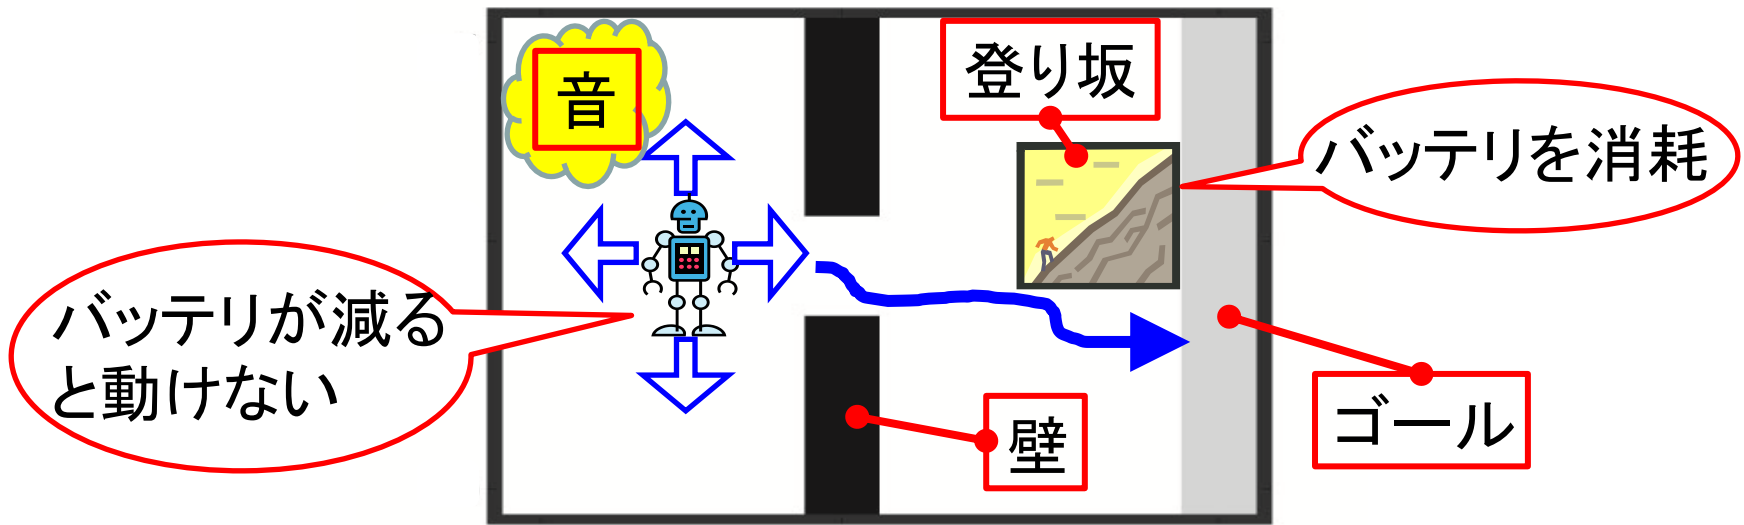 音
登り坂
バッテリを消耗
バッテリが減る
と動けない
壁
ゴール